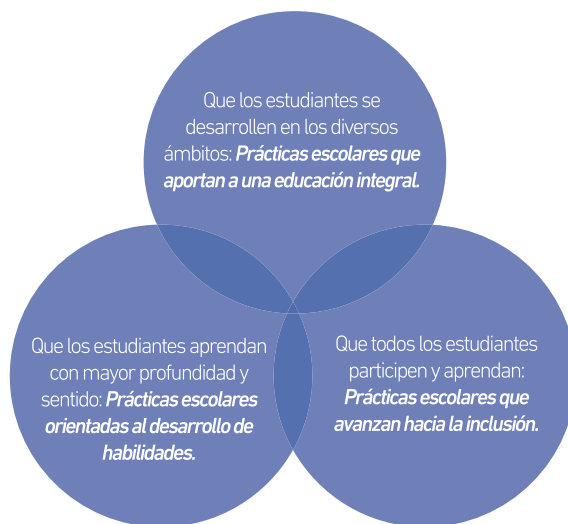 Que los estudiantes se
desarrollen en los diversos
ámbitos: Prácticas escolares que
aportan a una educación integral.
Que los estudiantes aprendan
con mayor profundidad y
sentido: Prácticas escolares
orientadas al desarrollo de
habilidades.
Que todos los estudiantes
participen y aprendan:
Prácticas escolares que
avanzan hacia la inclusión.